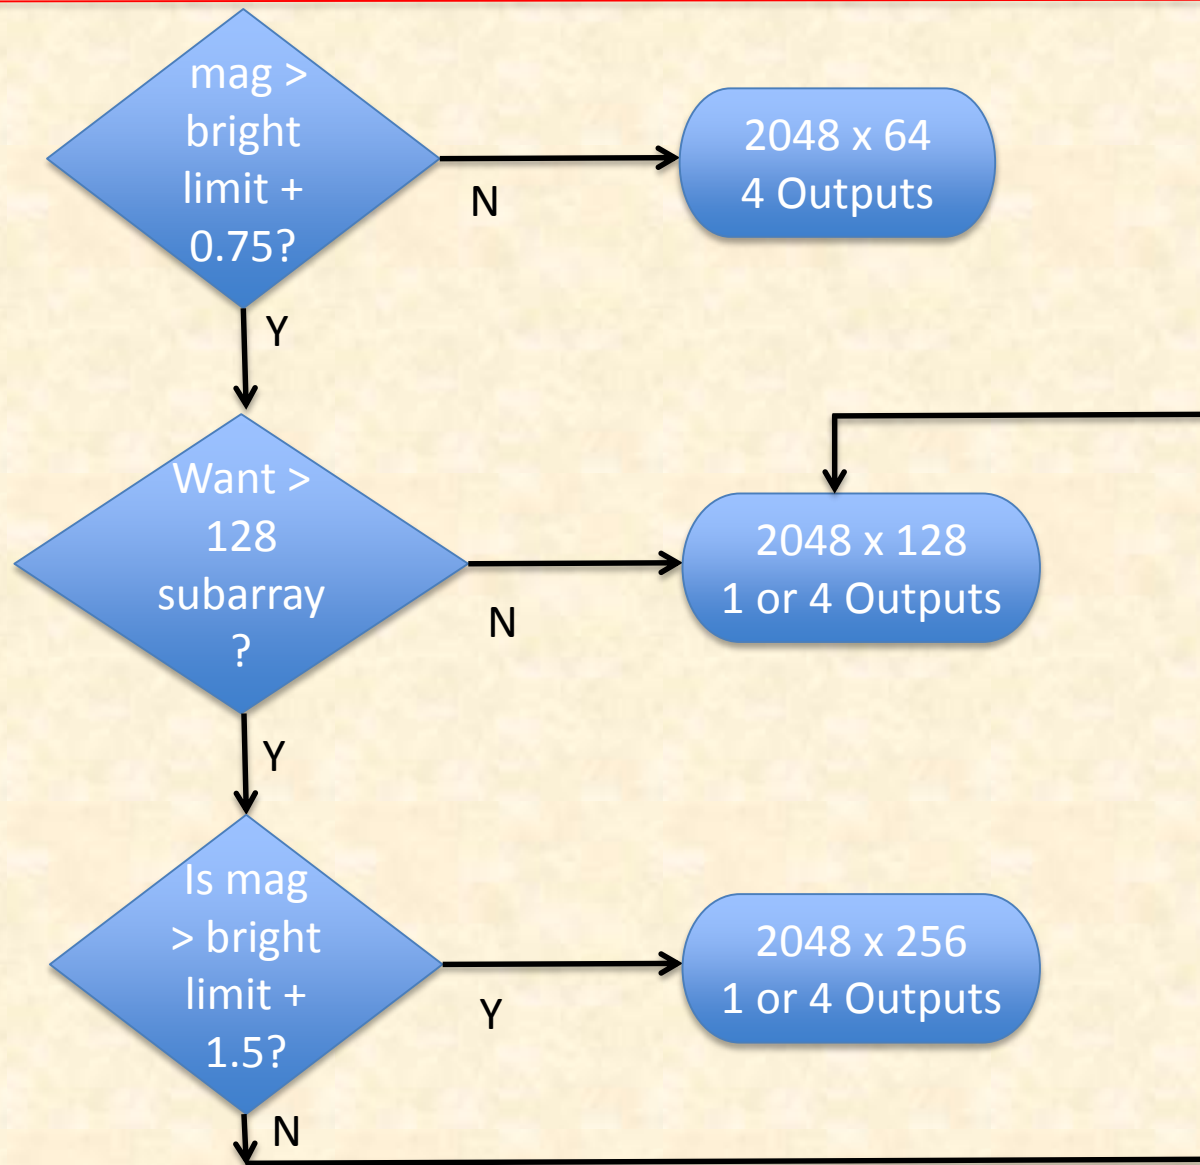 mag >
bright
limit +
0.75?
N
2048 x 64
4 Outputs
Y
Want >
128
subarray
?
N
2048 x 128
1 or 4 Outputs
Y
Is mag
> bright
limit +
1.5?
Y
2048 x 256
1 or 4 Outputs
N